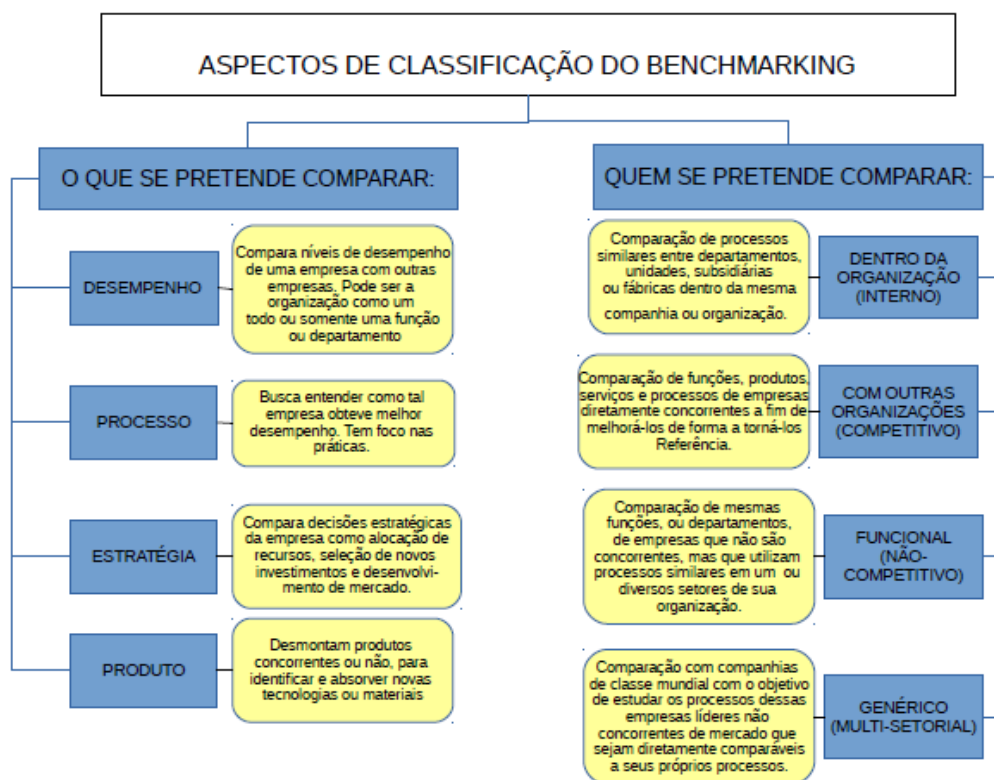 ASPECTOS DE CLASSIFICAÇÃO DO BENCHMARKING
O QUE SE PRETENDE COMPARAR:
DESEMPENHO
Compara níveis de desempenho
de uma empresa com outras
empresas. Pode ser a
organização como um
todo ou somente uma função
ou departamento
PROCESSO
Busca entender como tal
empresa obteve melhor
desempenho. Tem foco nas
práticas.
ESTRATÉGIA
Compara decisões estratégicas
da empresa como alocação de
recursos, seleção de novos
investimentos e desenvolvi-
mento de mercado.
PRODUTO
Desmontam produtos
concorrentes ou não, para
identificar e absorver novas
tecnologias ou materiais
QUEM SE PRETENDE COMPARAR:
Comparação de processos
similares entre departamentos,
unidades, subsidiárias
ou fábricas dentro da mesma
companhia ou organização.
DENTRO DA
ORGANIZAÇÃO
(INTERNO)
Comparação de funções, produtos,
serviços e processos de empresas
diretamente concorrentes a fim de
melhorá-los de forma a torná-los
Referência.
COM OUTRAS
ORGANIZAÇÕES
(COMPETITIVO)
Comparação de mesmas
funções, ou departamentos,
de empresas que não são
concorrentes, mas que utilizam
processos similares em um ou
diversos setores de sua
organização.
FUNCIONAL
(NÃO-
COMPETITIVO)
Comparação com companhias
de classe mundial com o objetivo
de estudar os processos dessas
empresas líderes não
concorrentes de mercado que
sejam diretamente comparáveis
a seus próprios processos.
GENÉRICO
(MULTI-SETORIAL)